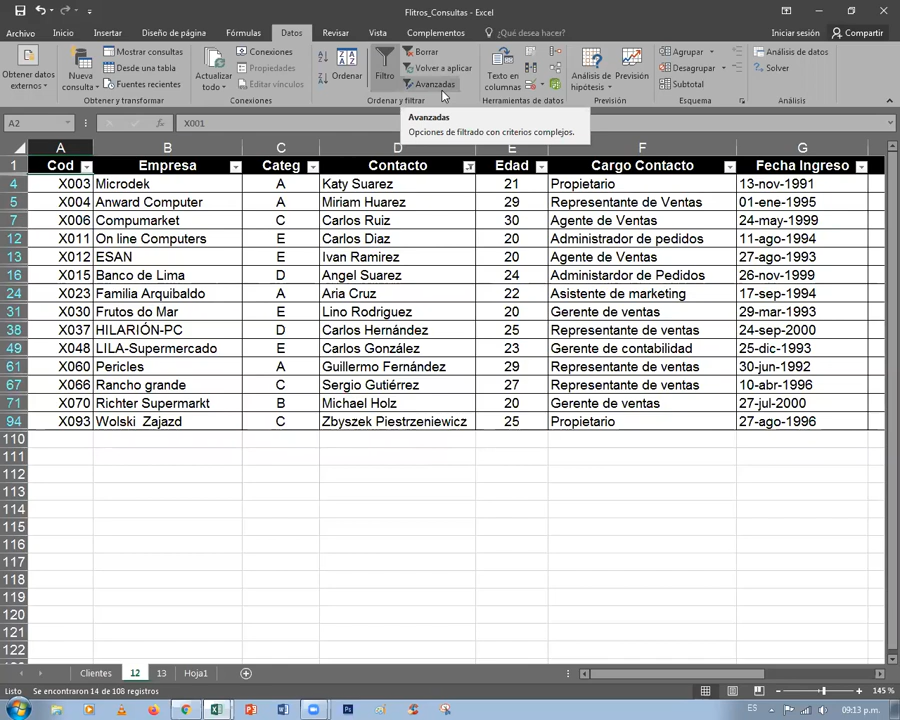 Flitros_Consultas - Excel
Archivo Inicio Insertar Diseño de página Fórmulas Datos Revisar Vista Complementos ¿Qué desea hacer? Iniciar sesión Compartir
Obtener datos externos
Mostrar consultas
Nueva consulta
Desde una tabla
Fuentes recientes
Obtener y transformar
Actualizar todo
Conexiones
Propiedades
Editar vínculos
Conexiones
Ordenar
Filtro
Borrar
Volver a aplicar
Avanzadas
Ordenar y filtrar
Texto en columnas
Herramientas de datos
Análisis de hipótesis
Previsión
Previsión
Agrupar
Desagrupar
Subtotal
Esquema
Análisis de datos
Solver
Análisis
A2 fx X001
Avanzadas
Opciones de filtrado con criterios complejos.
A B C D E F G
1 Cod Empresa Categ Contacto Edad Cargo Contacto Fecha Ingreso
4 X003 Microdek A Katy Suarez 21 Propietario 13-nov-1991
5 X004 Anward Computer A Miriam Huarez 29 Representante de Ventas 01-ene-1995
7 X006 Compumarket C Carlos Ruiz 30 Agente de Ventas 24-may-1999
12 X011 On line Computers E Carlos Diaz 20 Administrador de pedidos 11-ago-1994
13 X012 ESAN E Ivan Ramirez 20 Agente de Ventas 27-ago-1993
16 X015 Banco de Lima D Angel Suarez 24 Administardor de Pedidos 26-nov-1999
24 X023 Familia Arquibaldo A Aria Cruz 22 Asistente de marketing 17-sep-1994
31 X030 Frutos do Mar E Lino Rodriguez 20 Gerente de ventas 29-mar-1993
38 X037 HILARIÓN-PC D Carlos Hernández 25 Representante de ventas 24-sep-2000
49 X048 LILA-Supermercado E Carlos González 23 Gerente de contabilidad 25-dic-1993
61 X060 Pericles A Guillermo Fernández 29 Representante de ventas 30-jun-1992
67 X066 Rancho grande C Sergio Gutiérrez 27 Representante de ventas 10-abr-1996
71 X070 Richter Supermarkt B Michael Holz 20 Gerente de ventas 27-jul-2000
94 X093 Wolski Zajazd C Zbyszek Piestrzeniewicz 25 Propietario 27-ago-1996
110
111
112
113
114
115
116
117
118
119
120
121
122
Clientes 12 13 Hoja1
Listo Se encontraron 14 de 108 registros 145 %
ES 09:13 p.m.